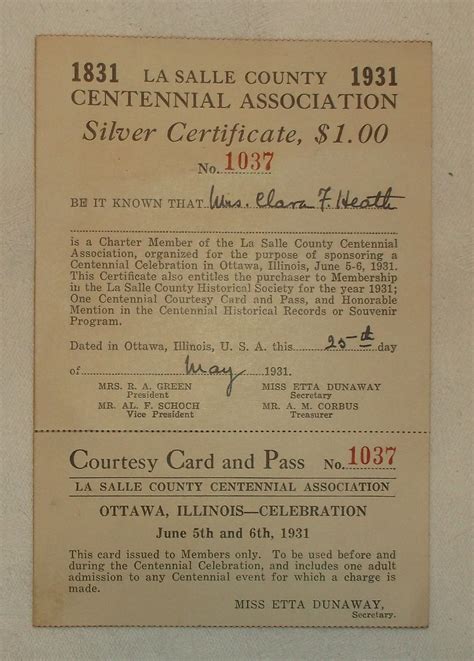 1831 LA SALLE COUNTY 1931
CENTENNIAL ASSOCIATION
Silver Certificate, $1.00
No. 1037
BE IT KNOWN THAT Mrs. Clara F. Heath
is a Charter Member of the La Salle County Centennial
Association, organized for the purpose of sponsoring a
Centennial Celebration in Ottawa, Illinois, June 5-6, 1931.
This Certificate also entitles the purchaser to Membership
in the La Salle County Historical Society for the year 1931;
One Centennial Courtesy Card and Pass, and Honorable
Mention in the Centennial Historical Records or Souvenir
Program.
Dated in Ottawa, Illinois, U. S. A. this 25th day
of May 1931.
MRS. R. A. GREEN MISS ETTA DUNAWAY
President Secretary
MR. AL. F. SCHOCH MR. A. M. CORBUS
Vice President Treasurer
Courtesy Card and Pass No. 1037
LA SALLE COUNTY CENTENNIAL ASSOCIATION
OTTAWA, ILLINOIS—CELEBRATION
June 5th and 6th, 1931
This card issued to Members only. To be used before and
during the Centennial Celebration, and includes one adult
admission to any Centennial event for which a charge is
made.
MISS ETTA DUNAWAY,
Secretary.